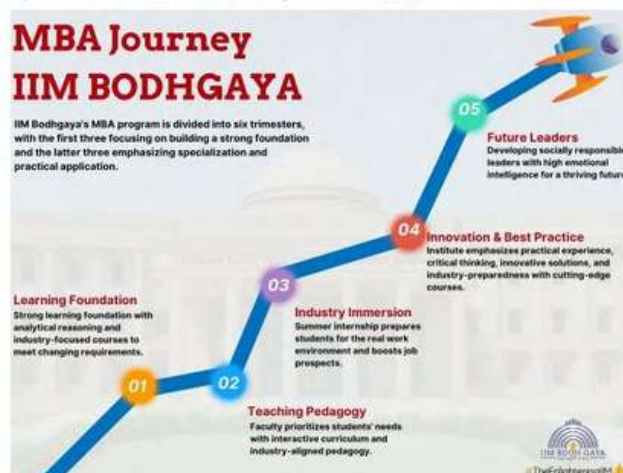 MBA Journey
IIM BODHGAYA
IIM Bodhgaya's MBA program is divided into six trimesters,
with the first three focusing on building a strong foundation
and the latter three emphasizing specialization and
practical application.
05
Future Leaders
Developing socially responsible
leaders with high emotional
intelligence for a thriving future
04
Innovation & Best Practice
Institute emphasizes practical experience,
critical thinking, innovative solutions, and
industry-preparedness with cutting-edge
courses.
03
Industry Immersion
Summer internship prepares
students for the real work
environment and boosts job
prospects.
Learning Foundation
Strong learning foundation with
analytical reasoning and
industry-focused courses to
meet changing requirements.
01
02
Teaching Pedagogy
Faculty prioritizes students' needs
with interactive curriculum and
industry-aligned pedagogy.
IIM BODH GAYA
#TheEnlighteningIIM